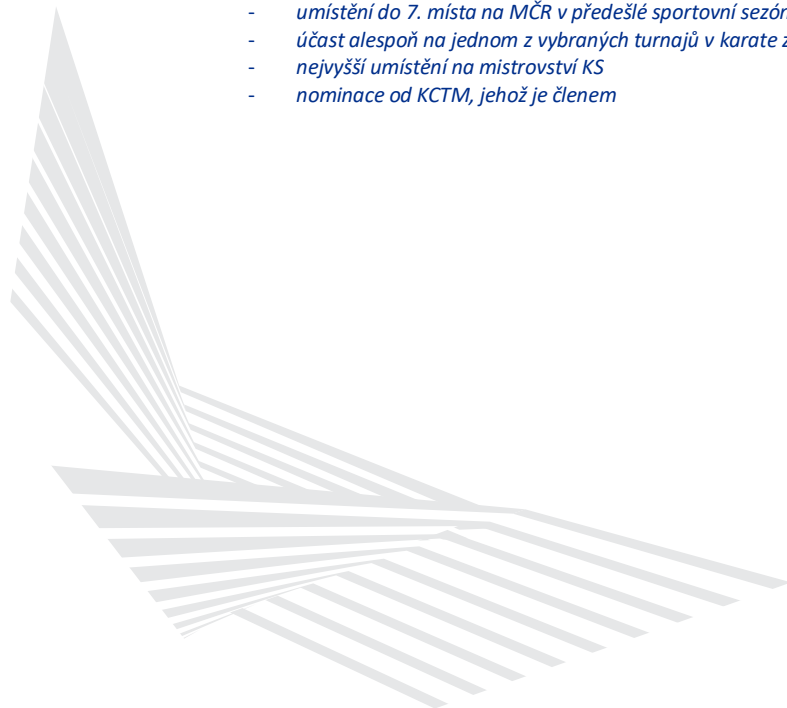 - umístění do 7. místa na MČR v předešlé sportovní
- účast alespoň na jednom z vybraných turnajů v karate
- nejvyšší umístění na mistrovství KS
- nominace od KCTM, jehož je členem